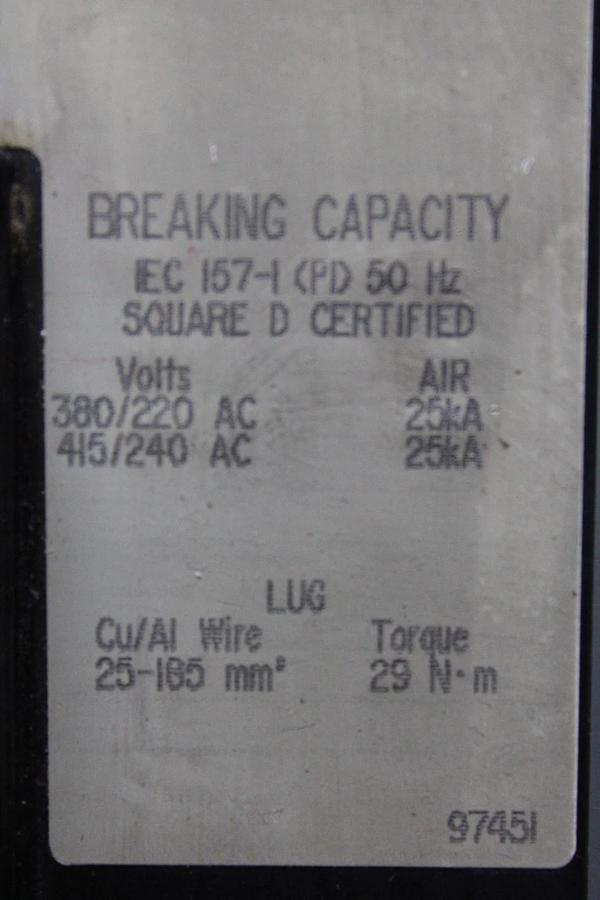 BREAKING CAPACITY
IEC 157-1 (P1) 50 Hz
SQUARE D CERTIFIED
Volts AIR
380/220 AC 25kA
415/240 AC 25kA
LUG
Cu/Al Wire Torque
25-185 mm² 29 N·m
97451